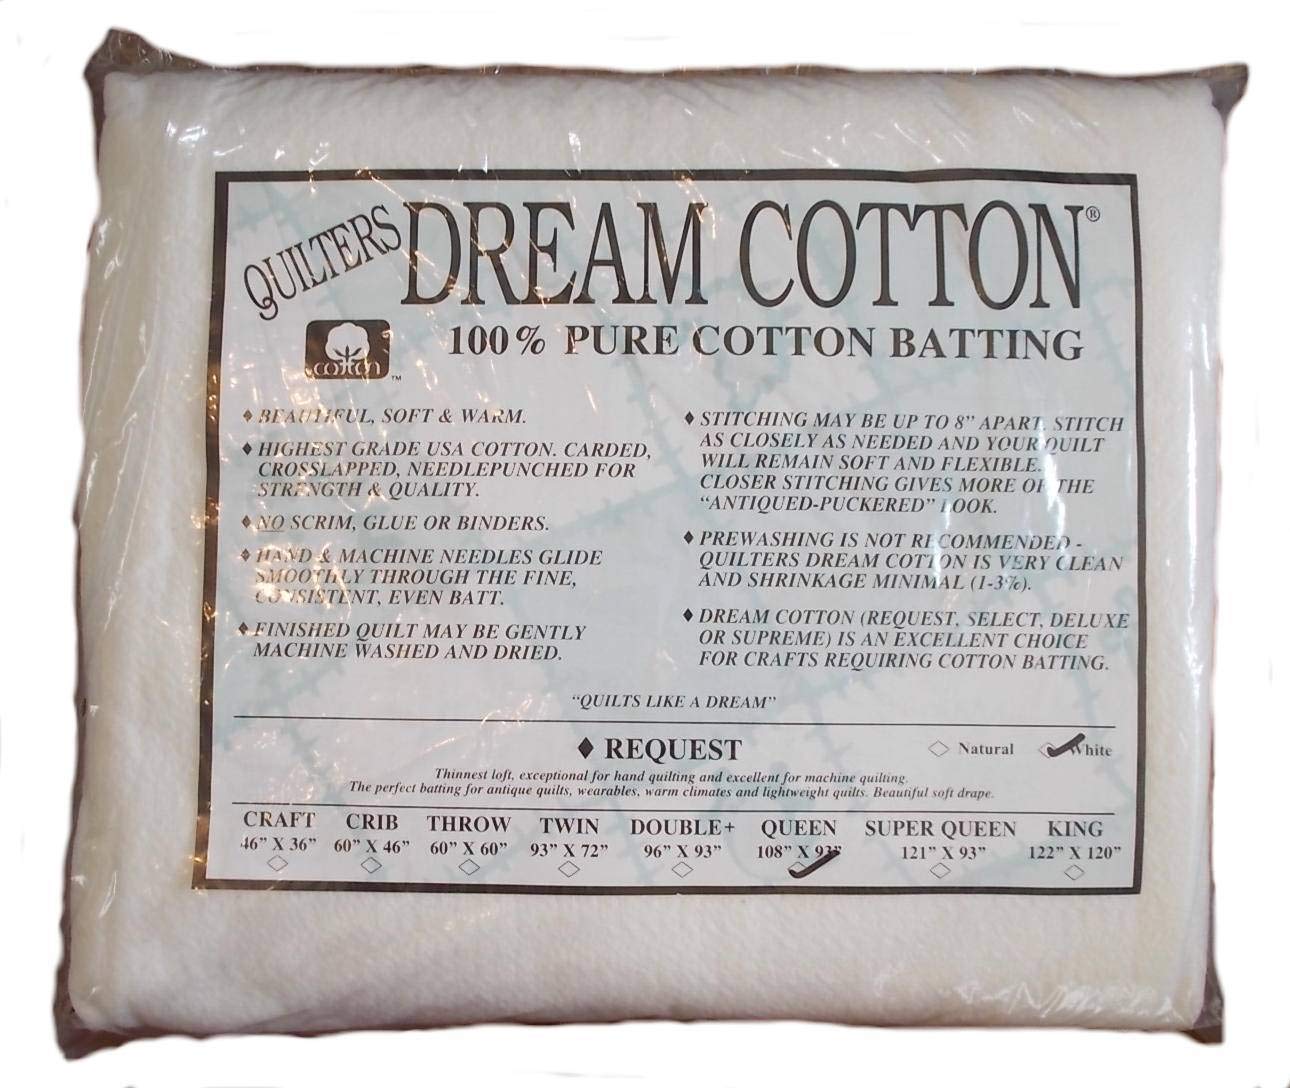 QUILTERS DREAM COTTON®
cotton ™
100% PURE COTTON BATTING
♦ BEAUTIFUL, SOFT & WARM.
♦ HIGHEST GRADE USA COTTON. CARDED,
CROSSLAPPED, NEEDLEPUNCHED FOR
STRENGTH & QUALITY.
♦ NO SCRIM, GLUE OR BINDERS.
♦ HAND & MACHINE NEEDLES GLIDE
SMOOTHLY THROUGH THE FINE,
CONSISTENT, EVEN BATT.
♦ FINISHED QUILT MAY BE GENTLY
MACHINE WASHED AND DRIED.
♦ STITCHING MAY BE UP TO 8” APART. STITCH
AS CLOSELY AS NEEDED AND YOUR QUILT
WILL REMAIN SOFT AND FLEXIBLE.
CLOSER STITCHING GIVES MORE OF THE
“ANTIQUED-PUCKERED” LOOK.
♦ PREWASHING IS NOT RECOMMENDED -
QUILTERS DREAM COTTON IS VERY CLEAN
AND SHRINKAGE MINIMAL (1-3%).
♦ DREAM COTTON (REQUEST, SELECT, DELUXE
OR SUPREME) IS AN EXCELLENT CHOICE
FOR CRAFTS REQUIRING COTTON BATTING.
“QUILTS LIKE A DREAM”
♦ REQUEST ◇ Natural ◇ White
Thinnest loft, exceptional for hand quilting and excellent for machine quilting.
The perfect batting for antique quilts, wearables, warm climates and lightweight quilts. Beautiful soft drape.
CRAFT CRIB THROW TWIN DOUBLE+ QUEEN SUPER QUEEN KING
46” X 36” 60” X 46” 60” X 60” 93” X 72” 96” X 93” 108” X 93” 121” X 93” 122” X 120”